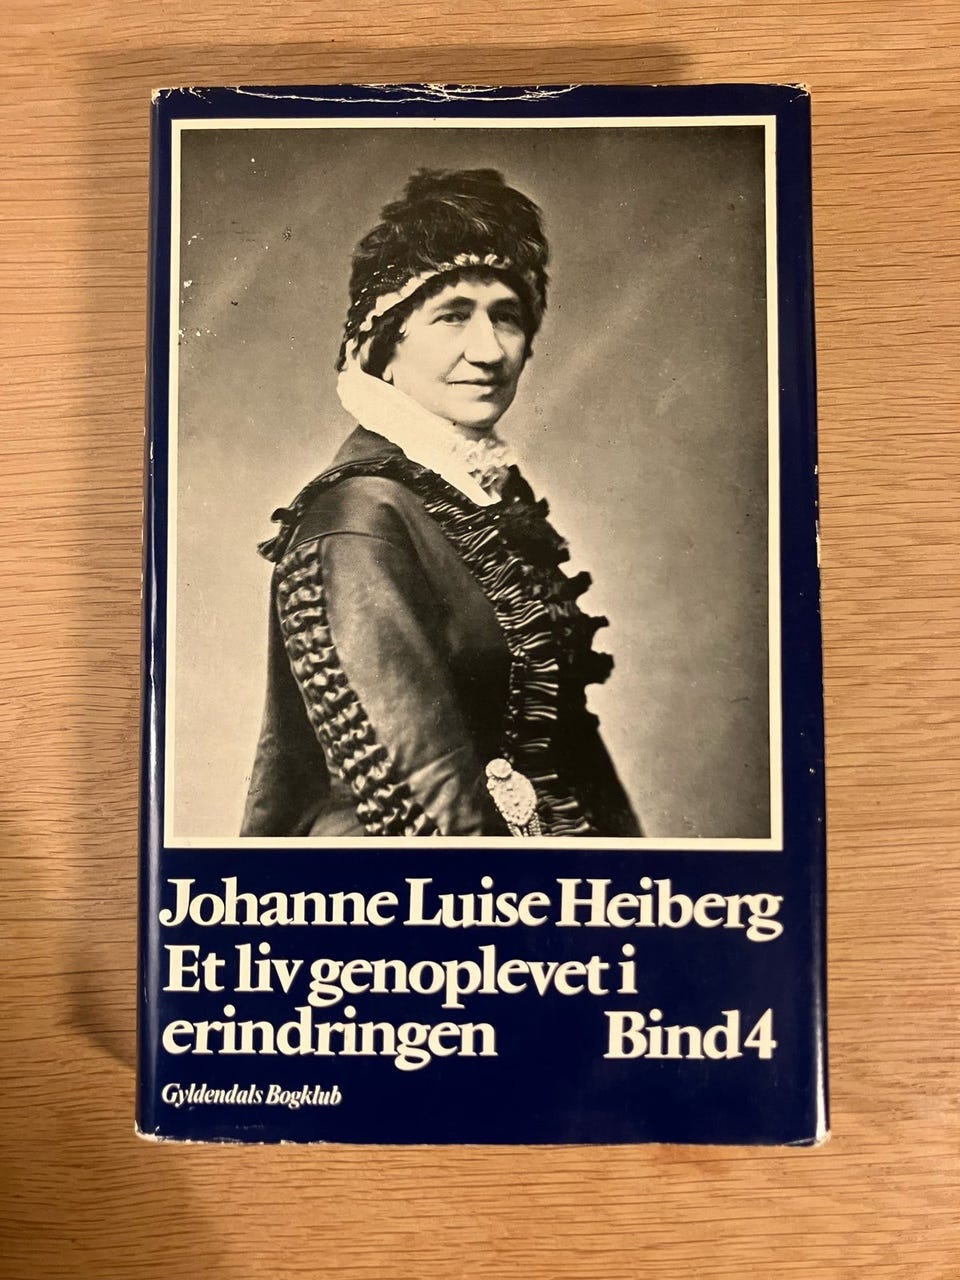 Johanne Luise Heiberg
Et liv genoplevet i
erindringen Bind 4
Gyldendals Bogklub